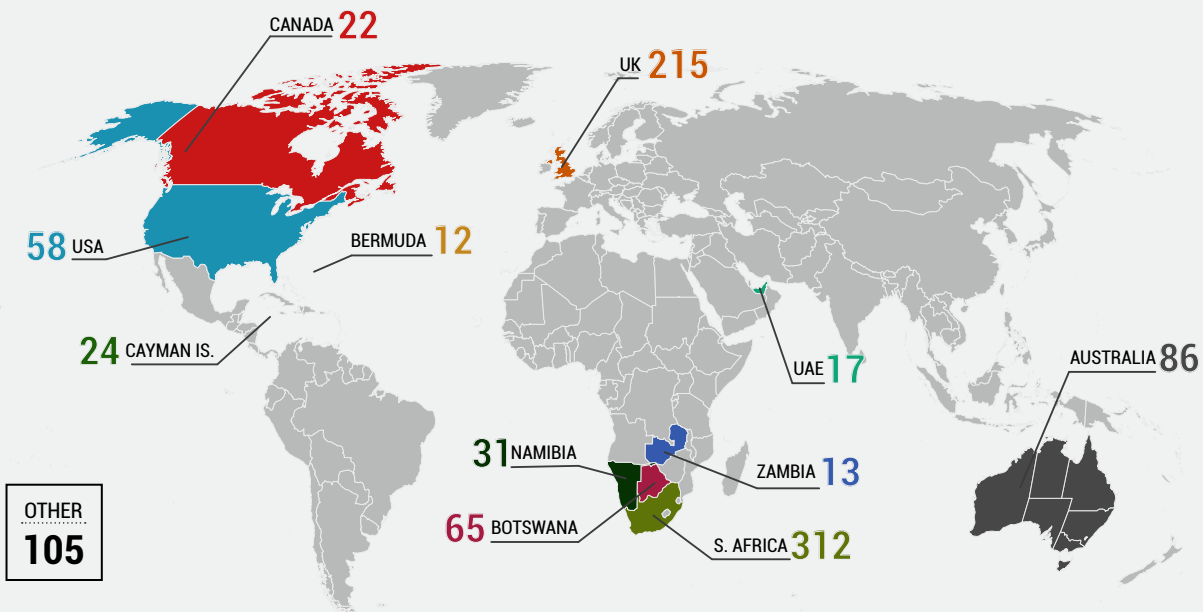 CANADA 22
UK 215
58 USA
BERMUDA 12
24 CAYMAN IS.
UAE 17
AUSTRALIA 86
31 NAMIBIA
ZAMBIA 13
65 BOTSWANA
S. AFRICA 312
OTHER
105